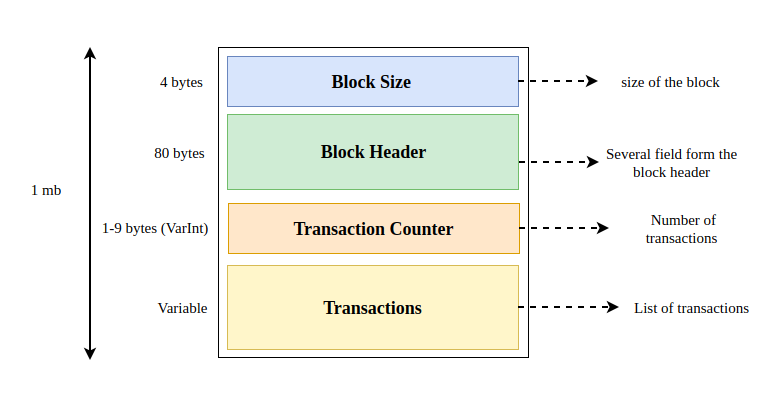 4 bytes
Block Size
size of the block
80 bytes
Block Header
Several field form the
block header
1 mb
1-9 bytes (VarInt)
Transaction Counter
Number of
transactions
Variable
Transactions
List of transactions